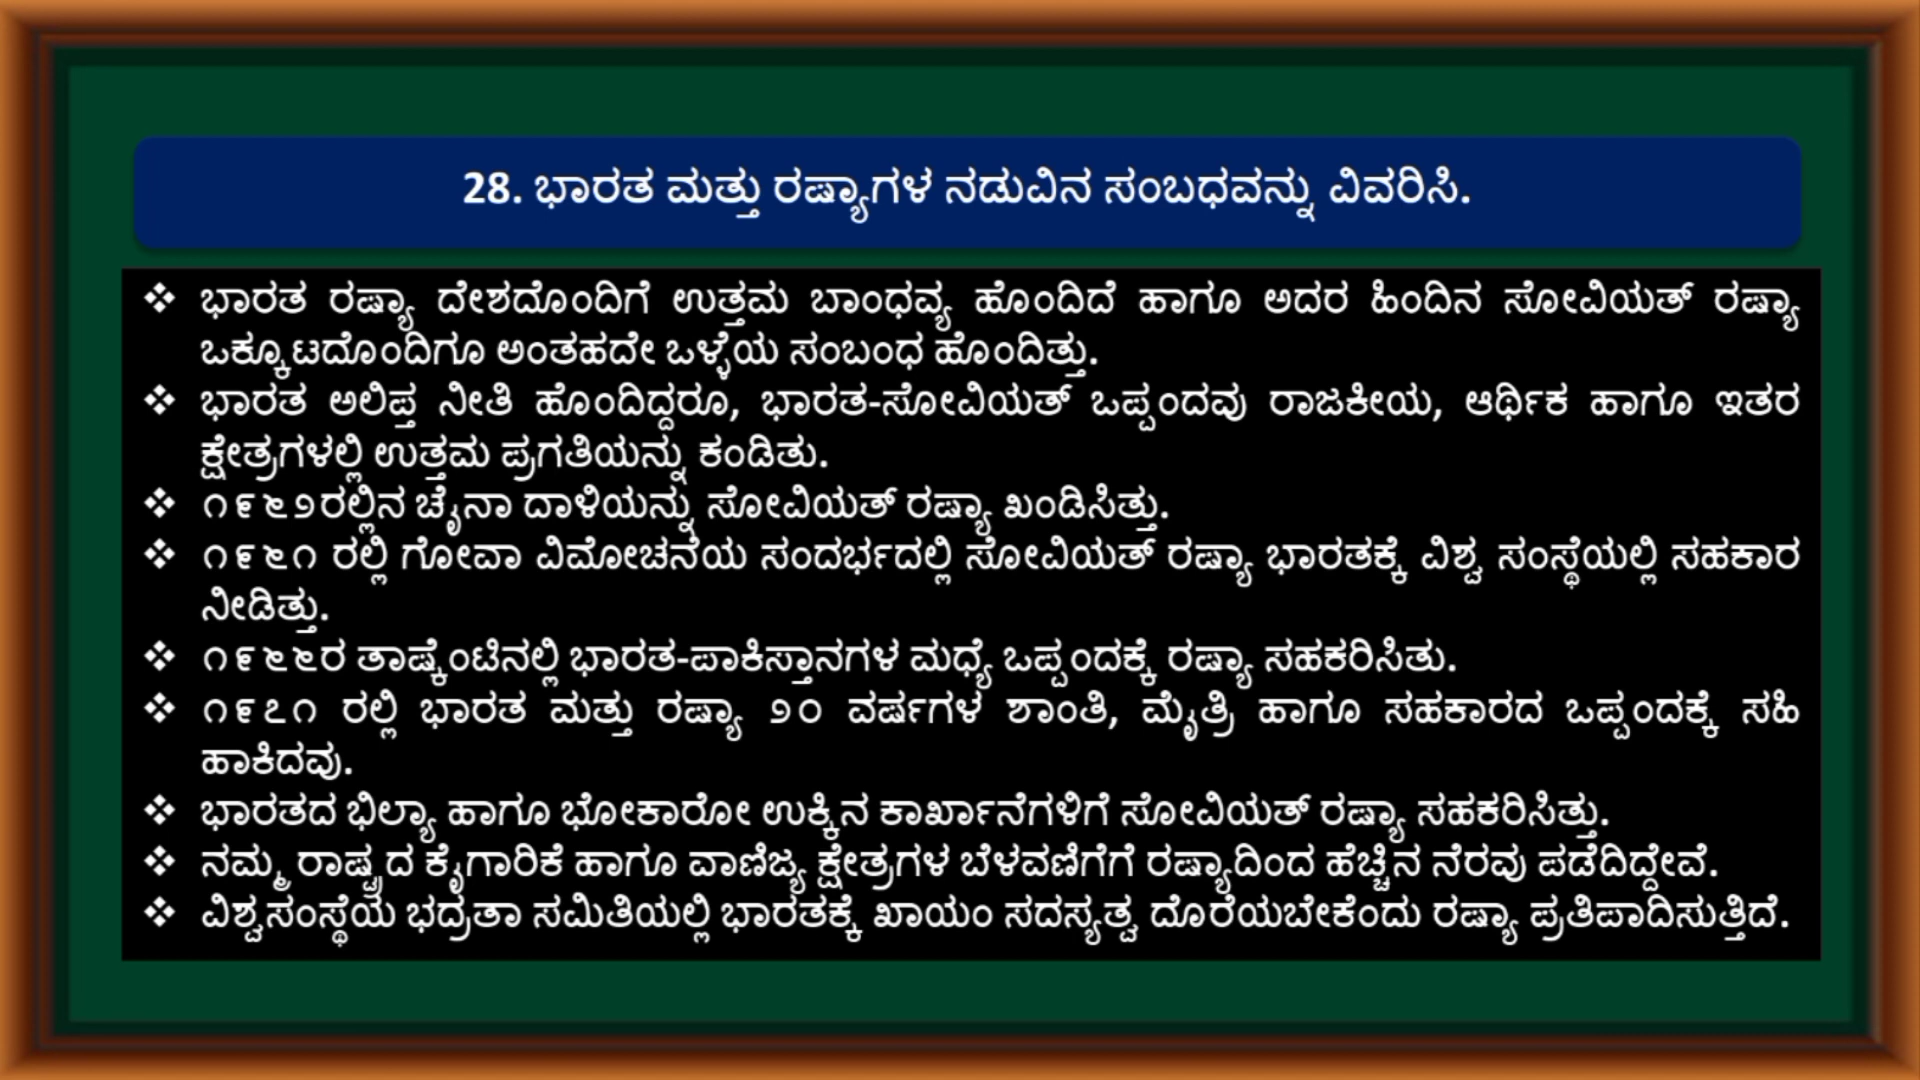 28. ಭಾರತ ಮತ್ತು ರಷ್ಯಾಗಳ ನಡುವಿನ ಸಂಬಧವನ್ನು ವಿವರಿಸಿ.
❖ ಭಾರತ ರಷ್ಯಾ ದೇಶದೊಂದಿಗೆ ಉತ್ತಮ ಬಾಂಧವ್ಯ ಹೊಂದಿದೆ ಹಾಗೂ ಅದರ ಹಿಂದಿನ ಸೋವಿಯತ್ ರಷ್ಯಾ
ಒಕ್ಕೂಟದೊಂದಿಗೂ ಅಂತಹದೇ ಒಳ್ಳೆಯ ಸಂಬಂಧ ಹೊಂದಿತ್ತು.
❖ ಭಾರತ ಅಲಿಪ್ತ ನೀತಿ ಹೊಂದಿದ್ದರೂ, ಭಾರತ-ಸೋವಿಯತ್ ಒಪ್ಪಂದವು ರಾಜಕೀಯ, ಆರ್ಥಿಕ ಹಾಗೂ ಇತರ
ಕ್ಷೇತ್ರಗಳಲ್ಲಿ ಉತ್ತಮ ಪ್ರಗತಿಯನ್ನು ಕಂಡಿತು.
❖ ೧೯೬೨ರಲ್ಲಿನ ಚೈನಾ ದಾಳಿಯನ್ನು ಸೋವಿಯತ್ ರಷ್ಯಾ ಖಂಡಿಸಿತ್ತು.
❖ ೧೯೬೧ ರಲ್ಲಿ ಗೋವಾ ವಿಮೋಚನೆಯ ಸಂದರ್ಭದಲ್ಲಿ ಸೋವಿಯತ್ ರಷ್ಯಾ ಭಾರತಕ್ಕೆ ವಿಶ್ವ ಸಂಸ್ಥೆಯಲ್ಲಿ ಸಹಕಾರ
ನೀಡಿತ್ತು.
❖ ೧೯೬೬ರ ತಾಷ್ಕೆಂಟಿನಲ್ಲಿ ಭಾರತ-ಪಾಕಿಸ್ತಾನಗಳ ಮಧ್ಯೆ ಒಪ್ಪಂದಕ್ಕೆ ರಷ್ಯಾ ಸಹಕರಿಸಿತು.
❖ ೧೯೭೧ ರಲ್ಲಿ ಭಾರತ ಮತ್ತು ರಷ್ಯಾ ೨೦ ವರ್ಷಗಳ ಶಾಂತಿ, ಮೈತ್ರಿ ಹಾಗೂ ಸಹಕಾರದ ಒಪ್ಪಂದಕ್ಕೆ ಸಹಿ
ಹಾಕಿದವು.
❖ ಭಾರತದ ಭಿಲ್ಯಾ ಹಾಗೂ ಭೋಕಾರೋ ಉಕ್ಕಿನ ಕಾರ್ಖಾನೆಗಳಿಗೆ ಸೋವಿಯತ್ ರಷ್ಯಾ ಸಹಕರಿಸಿತ್ತು.
❖ ನಮ್ಮ ರಾಷ್ಟ್ರದ ಕೈಗಾರಿಕೆ ಹಾಗೂ ವಾಣಿಜ್ಯ ಕ್ಷೇತ್ರಗಳ ಬೆಳವಣಿಗೆಗೆ ರಷ್ಯಾದಿಂದ ಹೆಚ್ಚಿನ ನೆರವು ಪಡೆದಿದ್ದೇವೆ.
❖ ವಿಶ್ವಸಂಸ್ಥೆಯ ಭದ್ರತಾ ಸಮಿತಿಯಲ್ಲಿ ಭಾರತಕ್ಕೆ ಖಾಯಂ ಸದಸ್ಯತ್ವ ದೊರೆಯಬೇಕೆಂದು ರಷ್ಯಾ ಪ್ರತಿಪಾದಿಸುತ್ತಿದೆ.